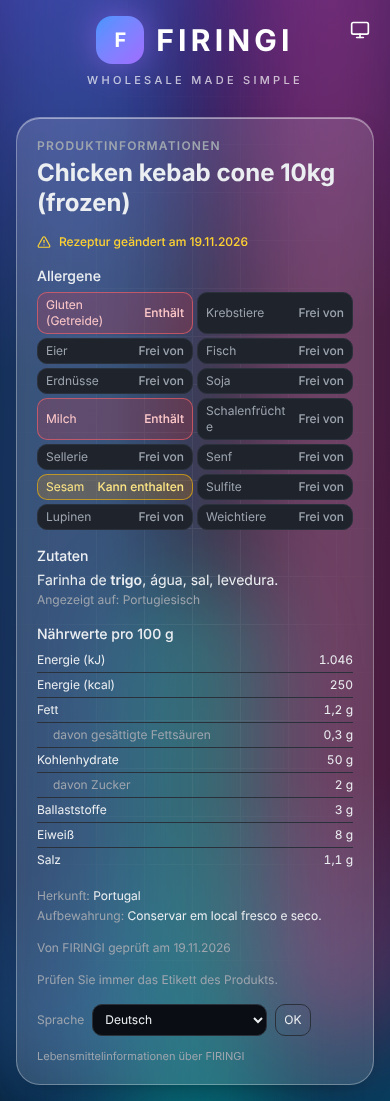 F FIRINGI
WHOLESALE MADE SIMPLE
PRODUKTINFORMATIONEN
Chicken kebab cone 10kg
(frozen)
Rezeptur geändert am 19.11.2026
Allergene
Gluten
(Getreide) Enthält
Krebstiere Frei von
Eier Frei von
Fisch Frei von
Erdnüsse Frei von
Soja Frei von
Milch Enthält
Schalenfrücht
e Frei von
Sellerie Frei von
Senf Frei von
Sesam Kann enthalten
Sulfite Frei von
Lupinen Frei von
Weichtiere Frei von
Zutaten
Farinha de trigo, água, sal, levedura.
Angezeigt auf: Portugiesisch
Nährwerte pro 100 g
Energie (kJ) 1.046
Energie (kcal) 250
Fett 1,2 g
davon gesättigte Fettsäuren 0,3 g
Kohlenhydrate 50 g
davon Zucker 2 g
Ballaststoffe 3 g
Eiweiß 8 g
Salz 1,1 g
Herkunft: Portugal
Aufbewahrung: Conservar em local fresco e seco.
Von FIRINGI geprüft am 19.11.2026
Prüfen Sie immer das Etikett des Produkts.
Sprache Deutsch OK
Lebensmittelinformationen über FIRINGI